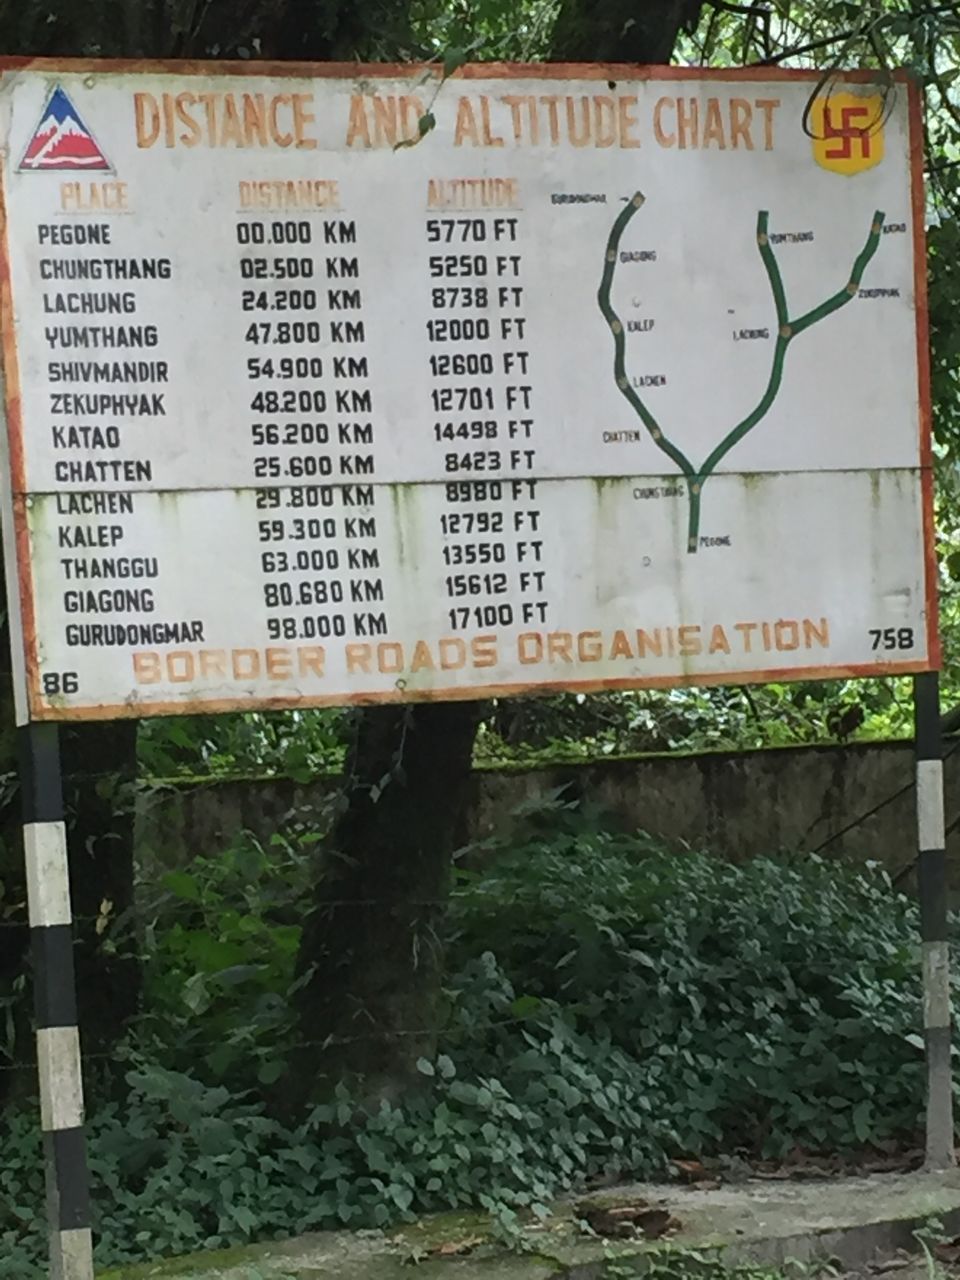 DISTANCE AND ALTITUDE CHART
PLACE DISTANCE ALTITUDE
PEGONE 00.000 KM 5770 FT
CHUNGTHANG 02.500 KM 5250 FT
LACHUNG 24.200 KM 8738 FT
YUMTHANG 47.800 KM 12000 FT
SHIVMANDIR 54.900 KM 12600 FT
ZEKUPHYAK 48.200 KM 12701 FT
KATAO 56.200 KM 14498 FT
CHATTEN 25.600 KM 8423 FT
LACHEN 29.800 KM 8980 FT
KALEP 59.300 KM 12792 FT
THANGGU 63.000 KM 13550 FT
GIAGONG 80.680 KM 15612 FT
GURUDONGMAR 98.000 KM 17100 FT
GURUDONGMAR
GIAGONG
KALEP
LACHEN
CHATTEN
CHUNGTHANG
PEGONE
YUMTHANG
KATAO
ZEKUPHYAK
LACHUNG
86 BORDER ROADS ORGANISATION 758